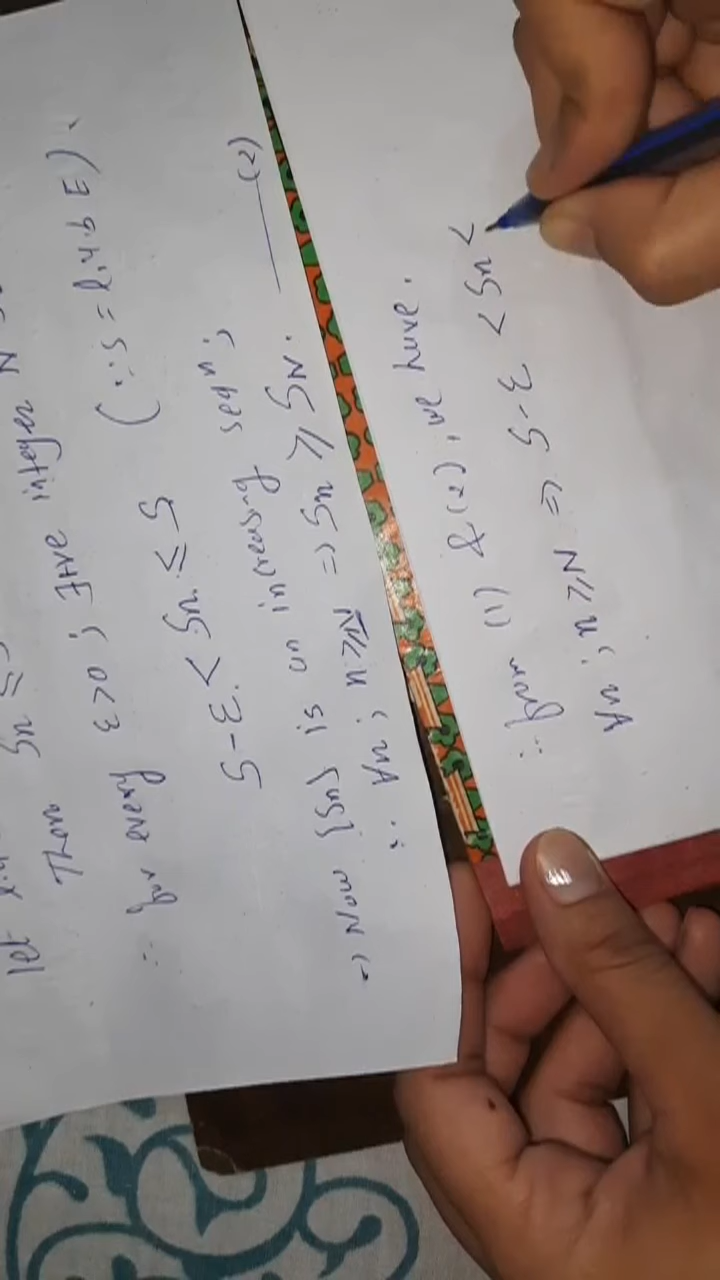 let
Then Sn ≤ S
∴ for every ε>0 ; ∃ +ve integer N
S-ε < Sn ≤ S (∵ S = l.u.b E).
=) Now {Sn} is an increasing seqn ;
∴ ∀n ; n ≥ N => Sn ≥ SN. —— (2)
∴ from (1) & (2), we have.
∀n ; n ≥ N => S-ε < Sn <